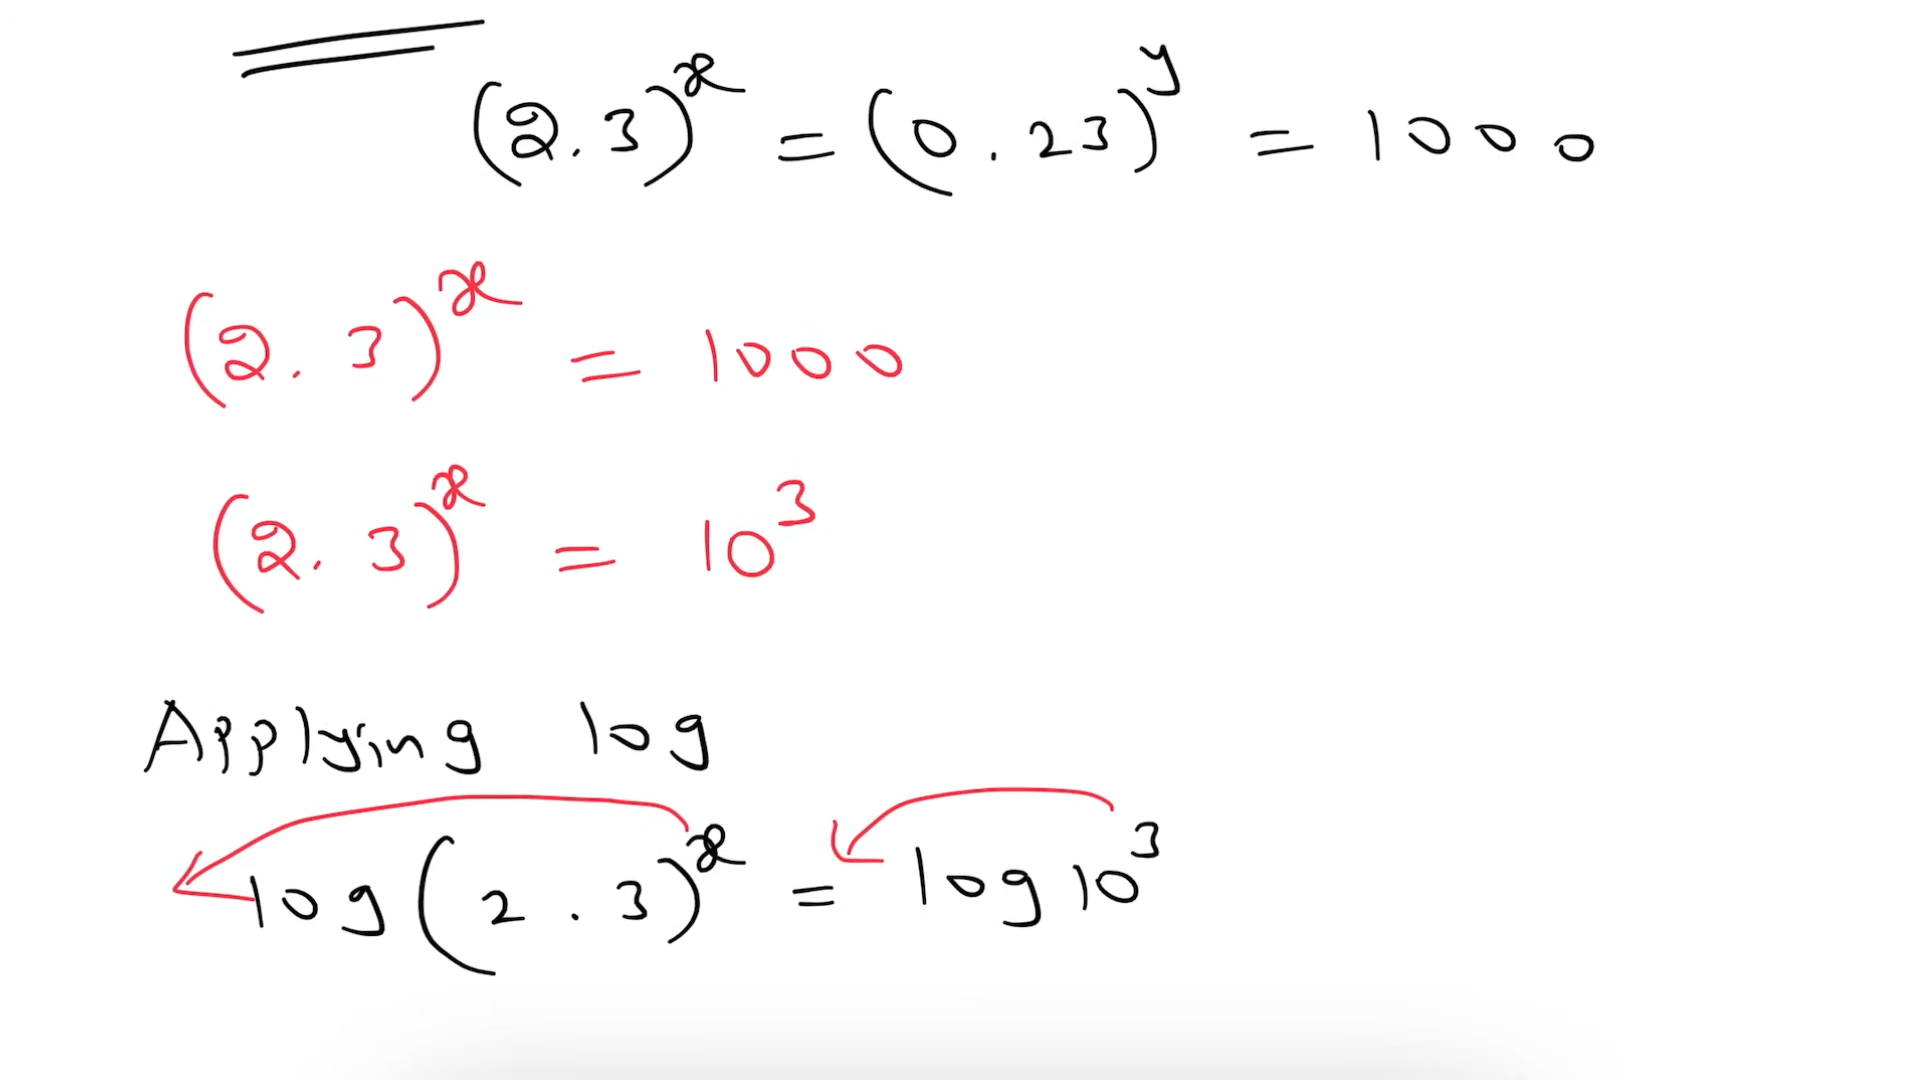 (2.3)^x = (0.23)^y = 1000
(2.3)^x = 1000
(2.3)^x = 10^3
Applying log
log(2.3)^x = log 10^3